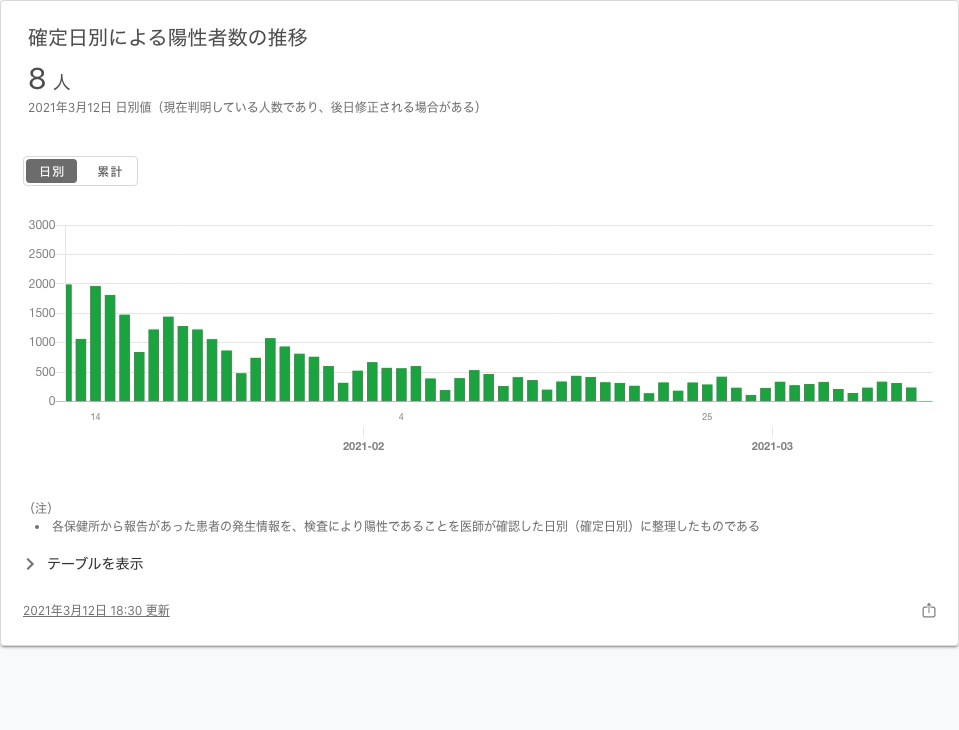 確定日別による陽性者数の推移
8 人
2021年3月12日 日別値（現在判明している人数であり、後日修正される場合がある）
日別 累計
3000
2500
2000
1500
1000
500
0
14 4 25
2021-02 2021-03
（注）
• 各保健所から報告があった患者の発生情報を、検査により陽性であることを医師が確認した日別（確定日別）に整理したものである
テーブルを表示
2021年3月12日 18:30 更新